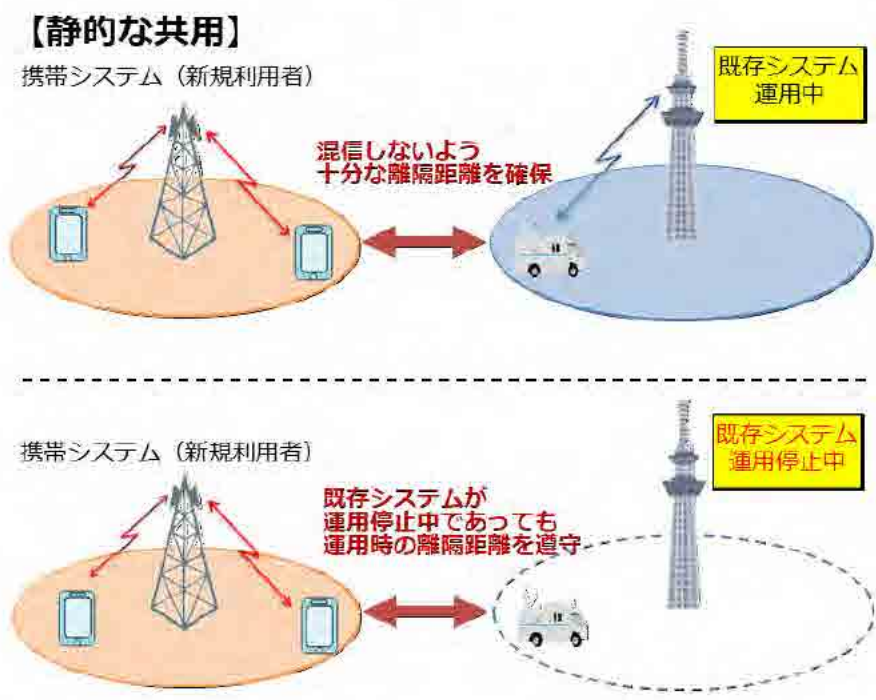 【静的な共用】
携帯システム（新規利用者）
既存システム
運用中
混信しないよう
十分な離隔距離を確保
携帯システム（新規利用者）
既存システム
運用停止中
既存システムが
運用停止中であっても
運用時の離隔距離を遵守